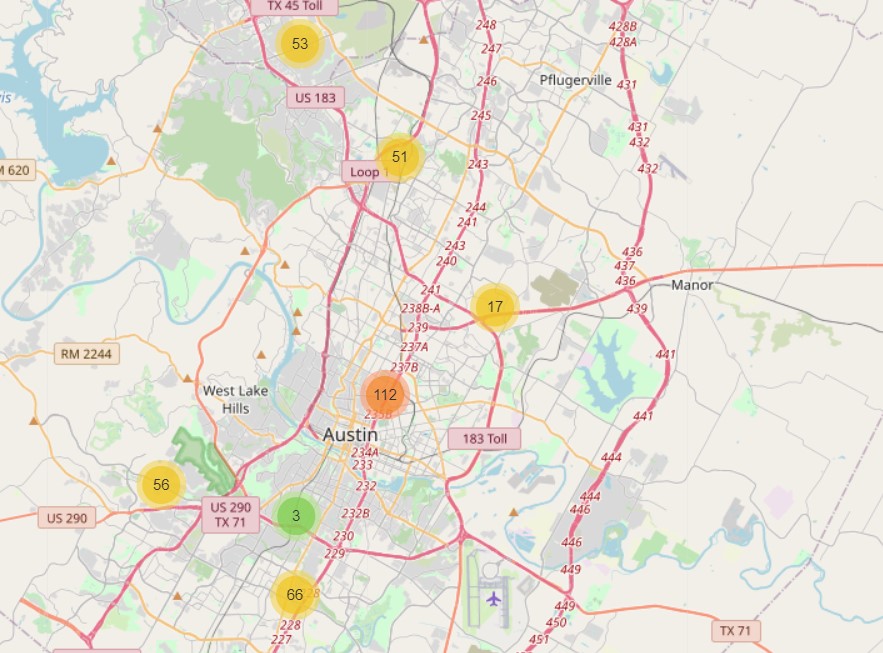 TX 45 Toll
53
248
428B
428A
247
US 183
246
Pflugerville
431
245
431
432
51
M 620
Loop 1
243
432
244
241
243
240
436
437
436
Manor
241
238B-A
17
439
239
237A
RM 2244
441
237B
West Lake
Hills
112
441
Austin
183 Toll
234A
233
444
56
232
444
446
US 290
US 290
TX 71
3
232B
230
229
446
449
66
449
228
450
227
451
TX 71